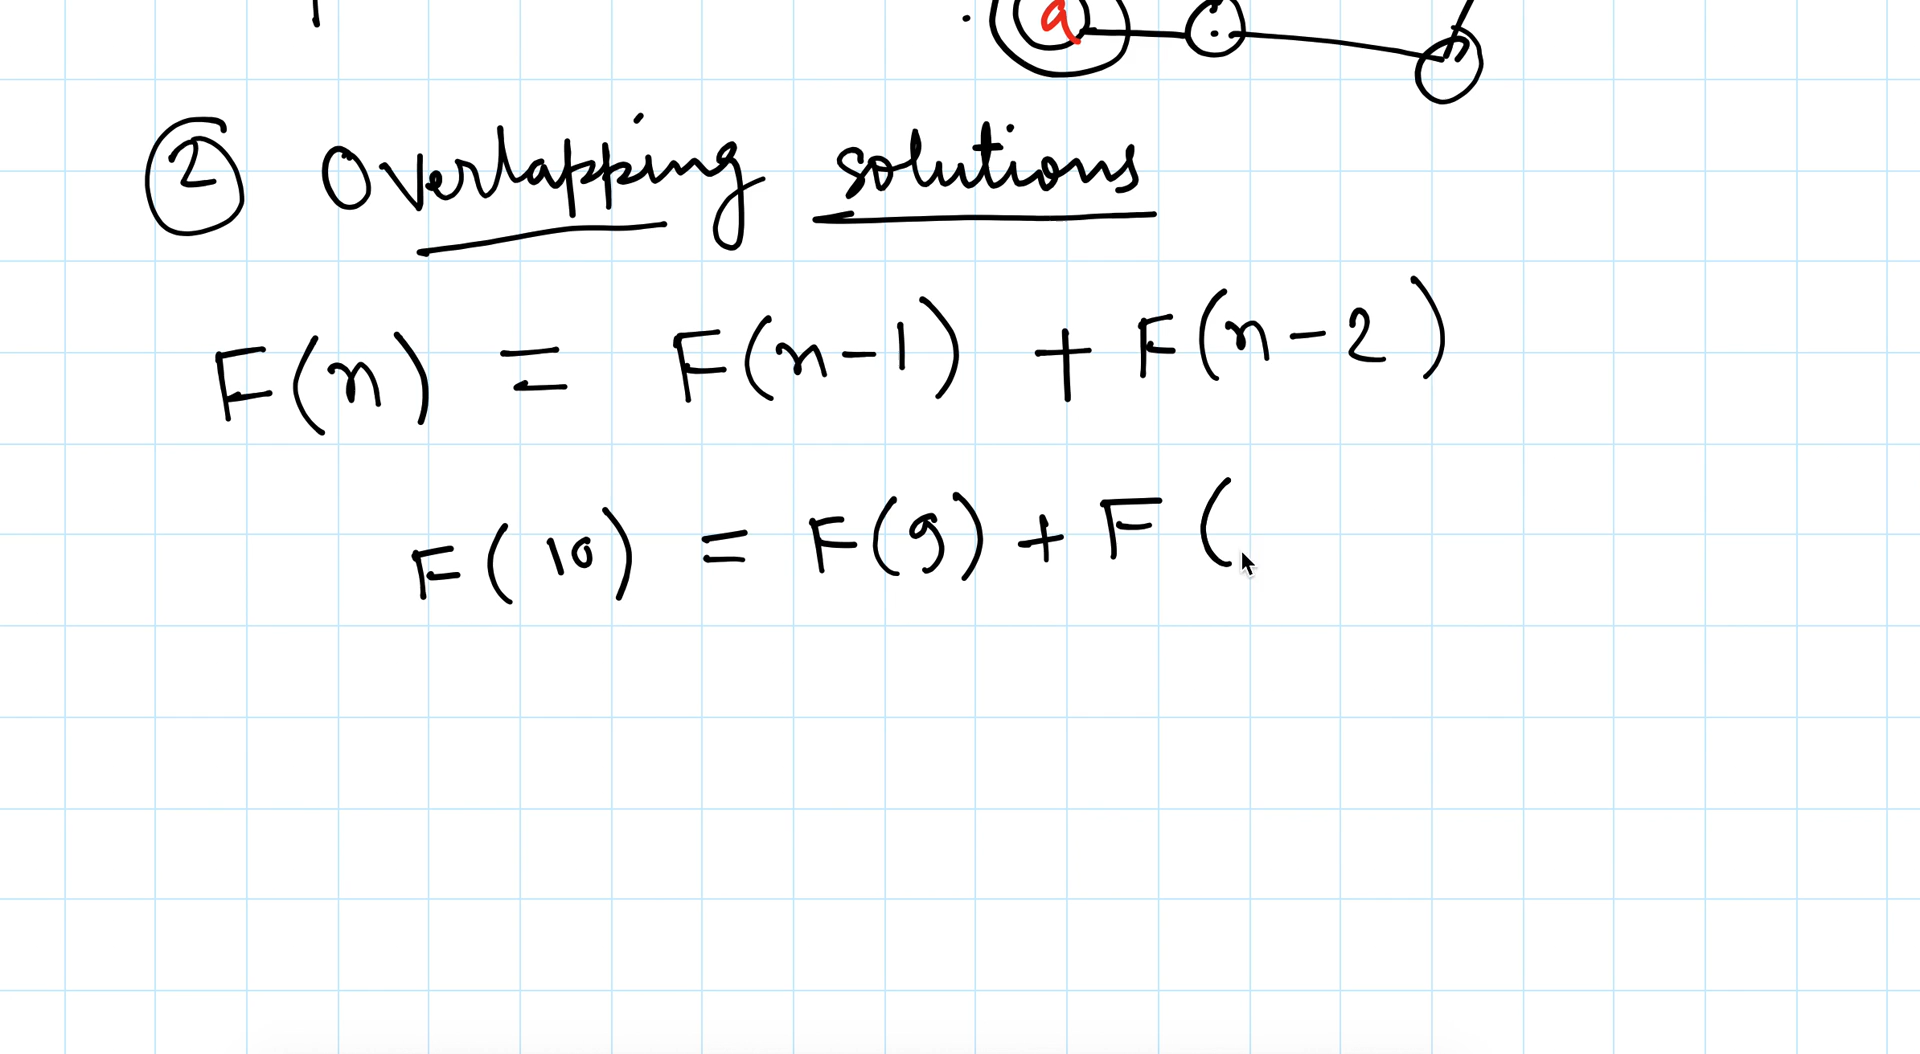 a
② Overlapping solutions
F(n) = F(n-1) + F(n-2)
F(10) = F(9) + F(